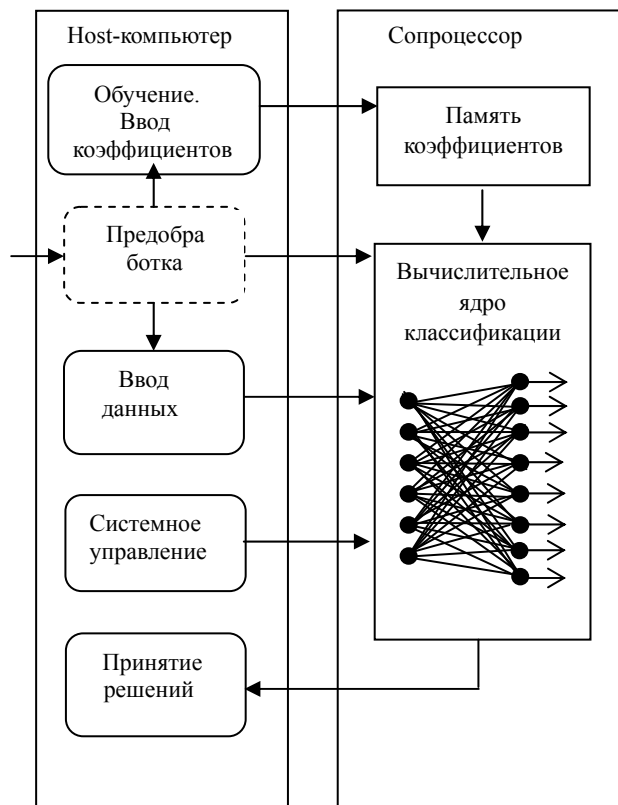 Host-компьютер
Обучение.
Ввод
коэффициентов
Предобра
ботка
Ввод
данных
Системное
управление
Принятие
решений
Сопроцессор
Память
коэффициентов
Вычислительное
ядро
классификации